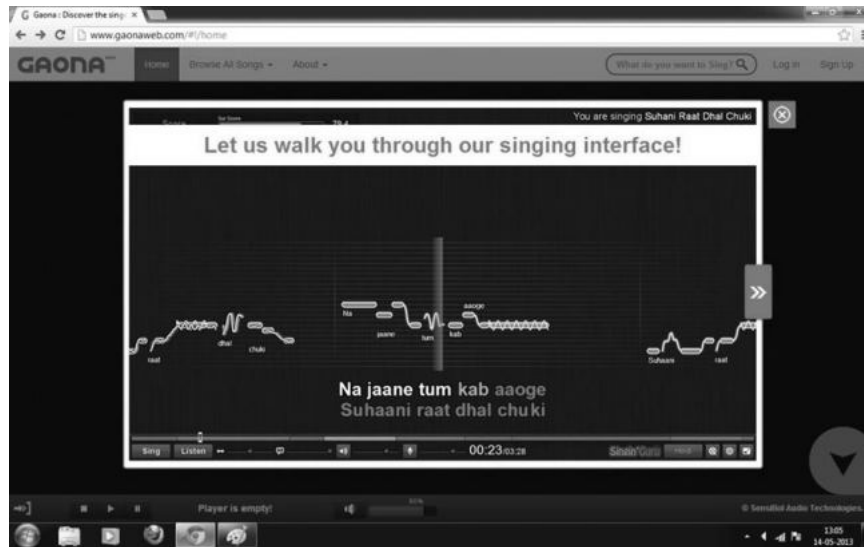 Gaona : Discover the sing
www.gaonaweb.com/#!/home
GAONA Home Browse All Songs About What do you want to Sing? Log in Sign Up
Score 79.4
You are singing Suhani Raat Dhal Chuki
Let us walk you through our singing interface!
raat dhal chuki Na jaane tum kab aaoge Suhaani raat
Na jaane tum kab aaoge
Suhaani raat dhal chuki
Sing Listen 00:23/03:28
Player is empty!
© Sensibol Audio Technologies.
13:05
14-05-2013